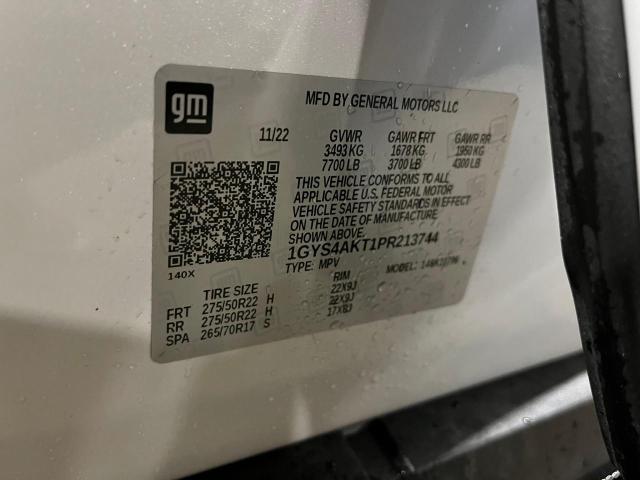 gm
MFD BY GENERAL MOTORS LLC
11/22 GVWR GAWR FRT GAWR RR
3493 KG 1678 KG 1950 KG
7700 LB 3700 LB 4300 LB
THIS VEHICLE CONFORMS TO ALL
APPLICABLE U.S. FEDERAL MOTOR
VEHICLE SAFETY STANDARDS IN EFFECT
ON THE DATE OF MANUFACTURE
SHOWN ABOVE.
1GYS4AKT1PR213744
TYPE: MPV MODEL:
140X
TIRE SIZE RIM
FRT 275/50R22 H 22X9J
RR 275/50R22 H 22X9J
SPA 265/70R17 S 17X8J